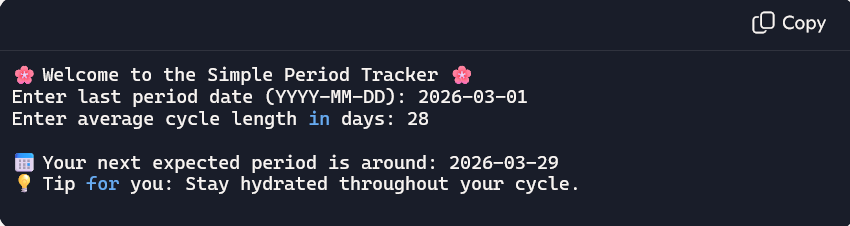 Copy
🌸 Welcome to the Simple Period Tracker 🌸
Enter last period date (YYYY-MM-DD): 2026-03-01
Enter average cycle length in days: 28
📅 Your next expected period is around: 2026-03-29
💡 Tip for you: Stay hydrated throughout your cycle.